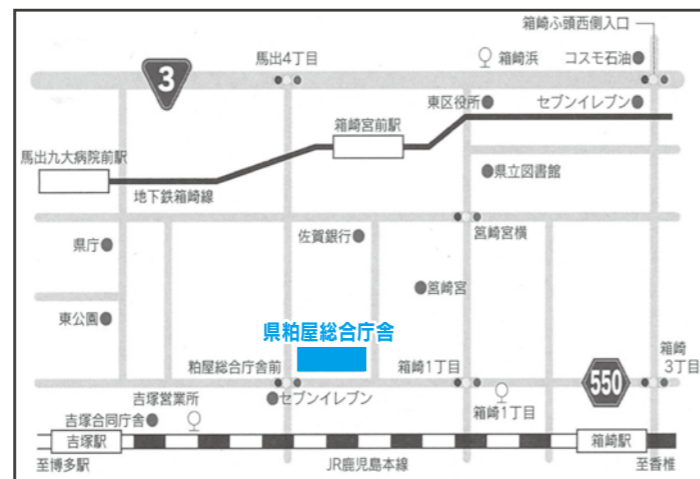 箱崎ふ頭西側入口
馬出4丁目
箱崎浜
コスモ石油
3
東区役所
セブンイレブン
箱崎宮前駅
馬出九大病院前駅
県立図書館
地下鉄箱崎線
佐賀銀行
筥崎宮横
県庁
筥崎宮
東公園
県粕屋総合庁舎
粕屋総合庁舎前
箱崎1丁目
箱崎
3丁目
550
吉塚営業所
セブンイレブン
箱崎1丁目
吉塚合同庁舎
吉塚駅
箱崎駅
至博多駅
JR鹿児島本線
至香椎